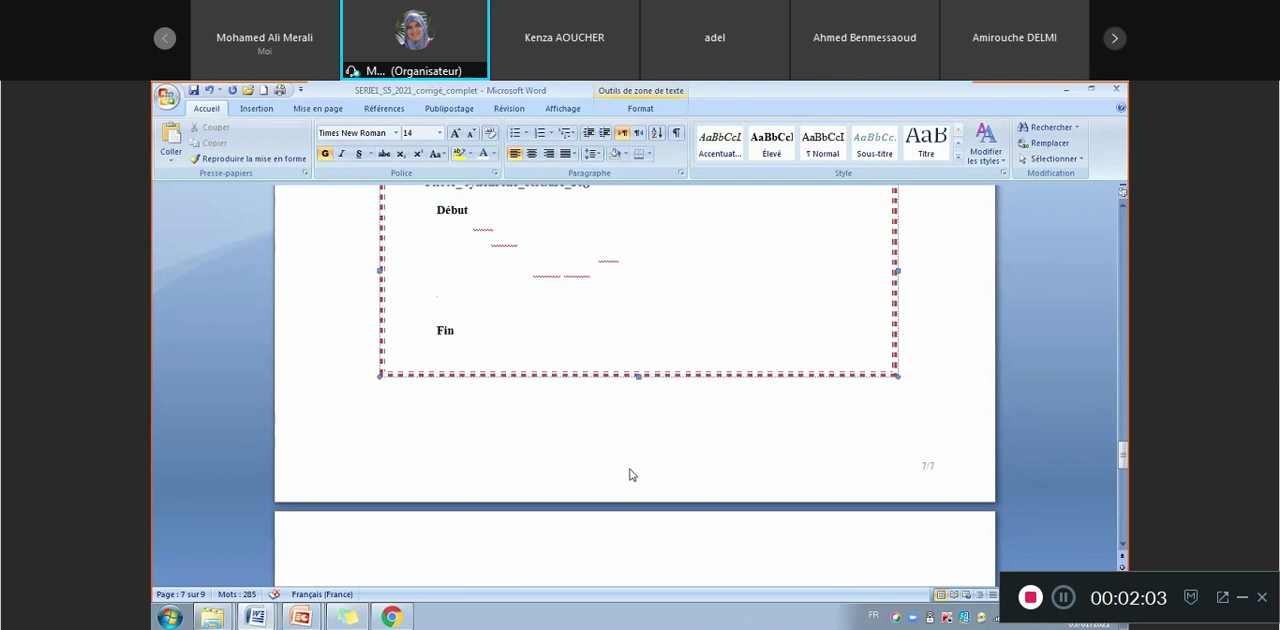 Mohamed Ali Merali
Moi
M... (Organisateur)
Kenza AOUCHER
adel
Ahmed Benmessaoud
Amirouche DELMI
SERIE1_S5_2021_corrigé_complet - Microsoft Word
Outils de zone de texte
Accueil
Insertion
Mise en page
Références
Publipostage
Révision
Affichage
Format
Coller
Couper
Copier
Reproduire la mise en forme
Presse-papiers
Times New Roman
14
Police
Paragraphe
AaBbCcL
Accentuat...
AaBbCcl
Élevé
AaBbCcI
¶ Normal
AaBbCc.
Sous-titre
AaB
Titre
Modifier
les styles
Style
Rechercher
Remplacer
Sélectionner
Modification
Début
Fin
7/7
Page : 7 sur 9
Mots : 285
Français (France)
FR
00:02:03